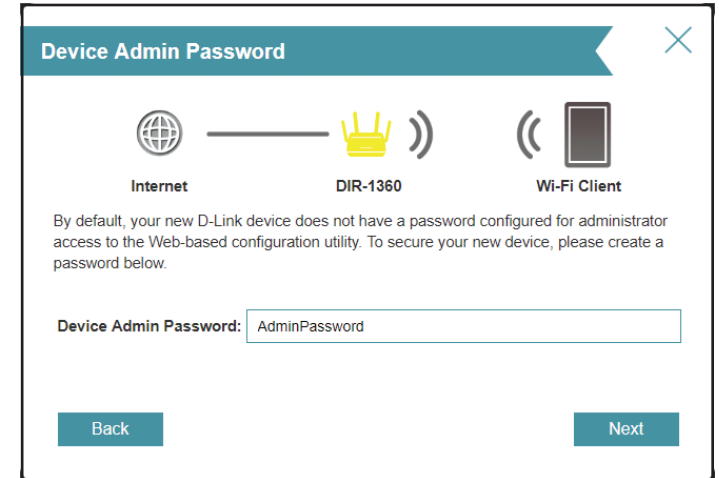 Device Admin Password
Internet
DIR-1360
Wi-Fi Client
By default, your new D-Link device does not have a password configured for administrator
access to the Web-based configuration utility. To secure your new device, please create a
password below.
Device Admin Password: AdminPassword
Back
Next